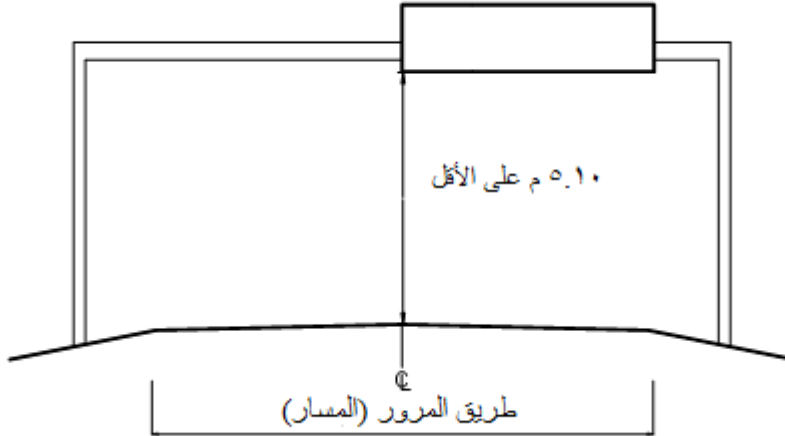 ٥.١٠ م على الأقل
℄
طريق المرور (المسار)